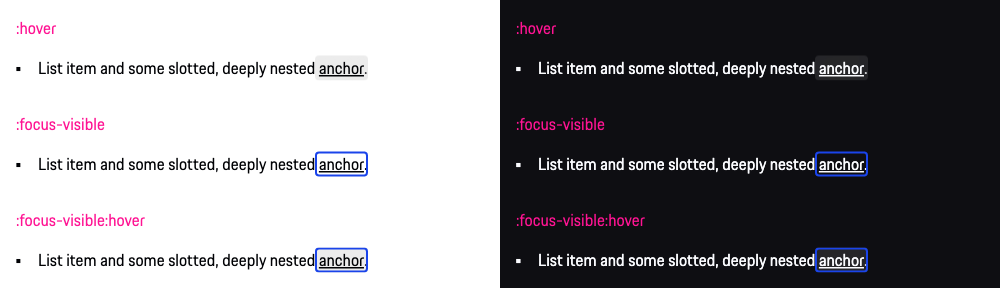 :hover
▪ List item and some slotted, deeply nested anchor.
:focus-visible
▪ List item and some slotted, deeply nested anchor.
:focus-visible:hover
▪ List item and some slotted, deeply nested anchor.
:hover
▪ List item and some slotted, deeply nested anchor.
:focus-visible
▪ List item and some slotted, deeply nested anchor.
:focus-visible:hover
▪ List item and some slotted, deeply nested anchor.